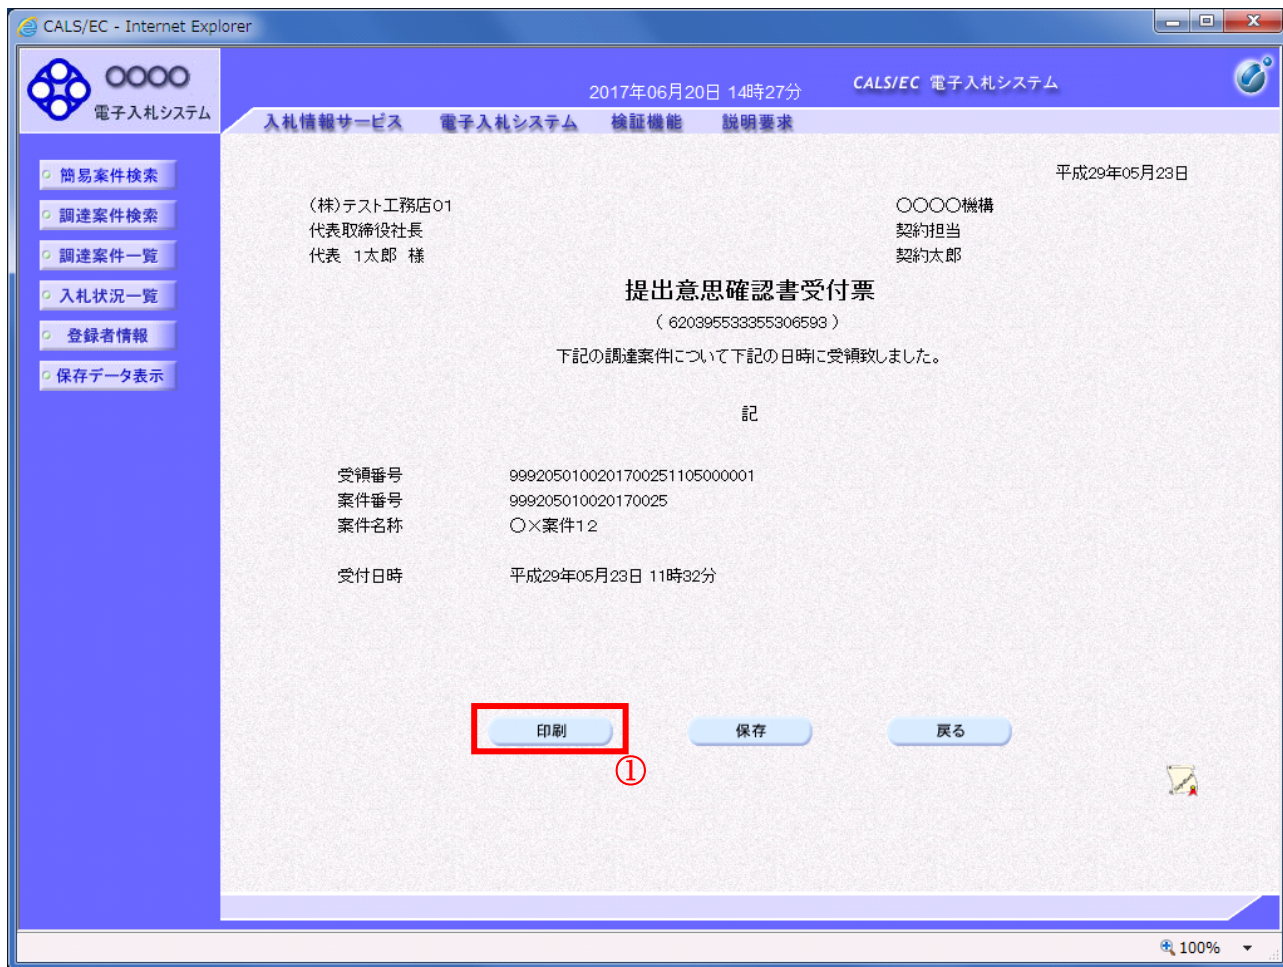 CALS/EC - Internet Explorer
○○○○
電子入札システム
2017年06月20日 14時27分
CALS/EC 電子入札システム
入札情報サービス 電子入札システム 検証機能 説明要求
簡易案件検索
調達案件検索
調達案件一覧
入札状況一覧
登録者情報
保存データ表示
平成29年05月23日
(株)テスト工務店01
代表取締役社長
代表 1太郎 様
○○○○機構
契約担当
契約太郎
提出意思確認書受付票
( 620395533355306593 )
下記の調達案件について下記の日時に受領致しました。
記
受領番号 9992050100201700251105000001
案件番号 999205010020170025
案件名称 ○×案件12
受付日時 平成29年05月23日 11時32分
印刷 保存 戻る
①
100%